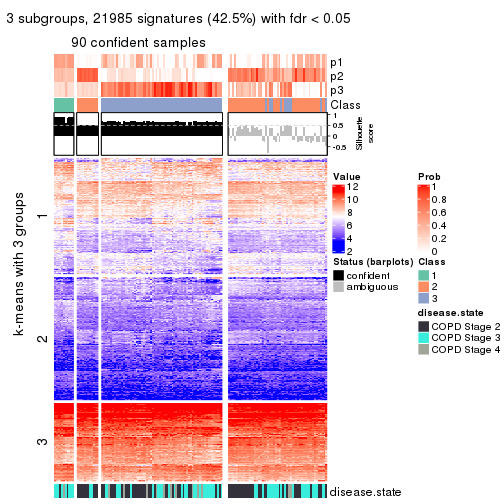 3 subgroups, 21985 signatures (42.5%) with fdr < 0.05
90 confident samples
p1
p2
p3
Class
1
0.5
0
-0.5
Silhouette
score
k-means with 3 groups
1
2
3
disease.state
Value
12
10
8
6
4
2
Prob
1
0.8
0.6
0.4
0.2
0
Status (barplots)
confident
ambiguous
Class
1
2
3
disease.state
COPD Stage 2
COPD Stage 3
COPD Stage 4